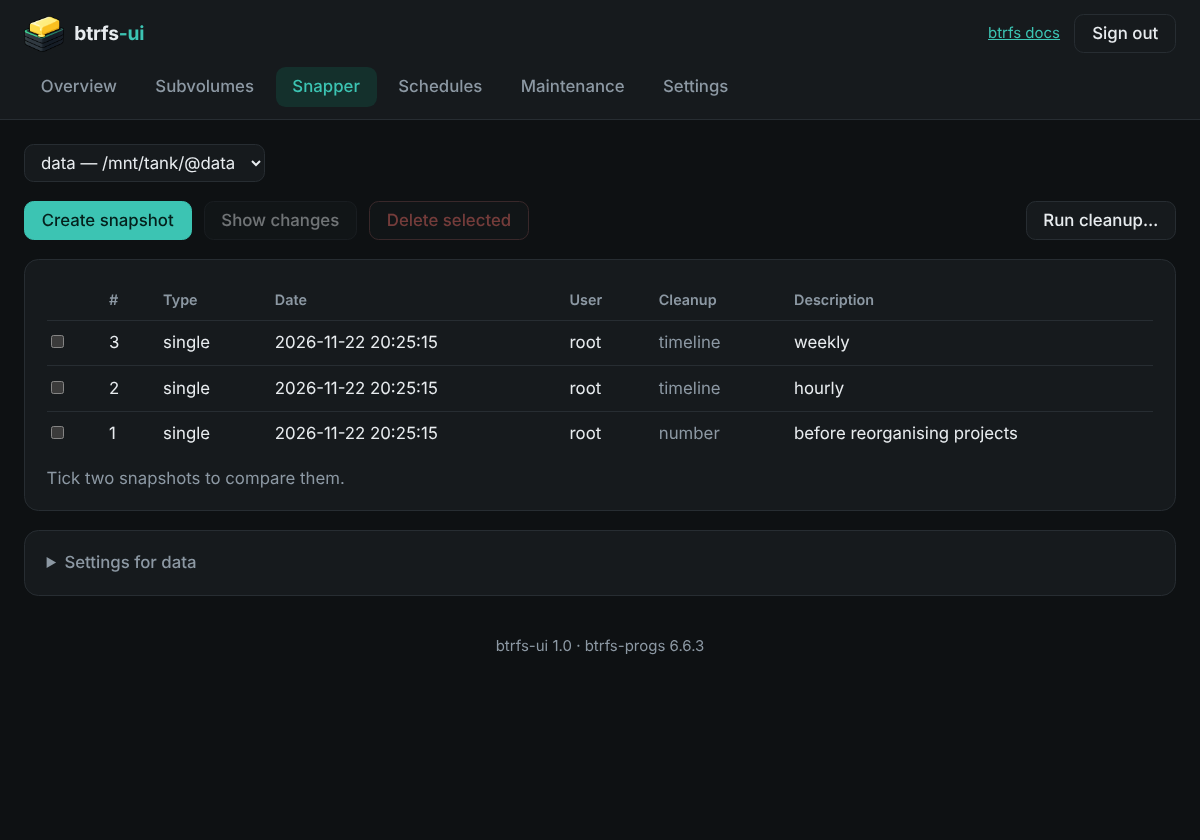 btrfs-ui
btrfs docs
Sign out
Overview Subvolumes Snapper Schedules Maintenance Settings
data — /mnt/tank/@data
Create snapshot Show changes Delete selected Run cleanup...
# Type Date User Cleanup Description
3 single 2026-11-22 20:25:15 root timeline weekly
2 single 2026-11-22 20:25:15 root timeline hourly
1 single 2026-11-22 20:25:15 root number before reorganising projects
Tick two snapshots to compare them.
Settings for data
btrfs-ui 1.0 · btrfs-progs 6.6.3